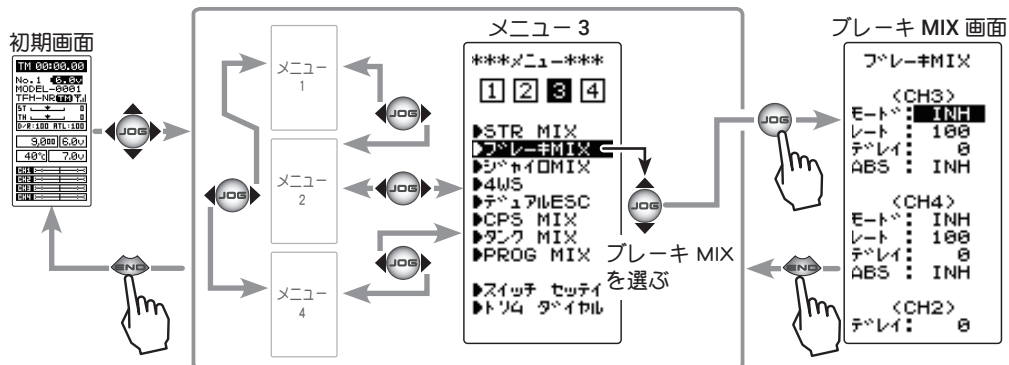 初期画面
TM 00:00.00
No.1 6.0v
MODEL-0001
TFH-NR TM
ST 0
TH 0
D/R:100 ATL:100
9,000 6.0v
40℃ 7.0v
CH1
CH2
CH3
CH4
JOG
END
メニュー
1
JOG
JOG
メニュー
2
JOG
JOG
メニュー
4
メニュー 3
***メニュー***
1 2 3 4
▶STR MIX
▶ブレーキMIX
▶ジャイロMIX
▶4WS
▶デュアルESC
▶CPS MIX
▶タンク MIX
▶PROG MIX
▶スイッチ セッテイ
▶トリム ダイヤル
JOG
ブレーキ MIX
を選ぶ
JOG
END
ブレーキ MIX 画面
ブレーキMIX
(CH3)
モード: INH
レート: 100
デレイ: 0
ABS : INH
(CH4)
モード: INH
レート: 100
デレイ: 0
ABS : INH
(CH2)
デレイ: 0